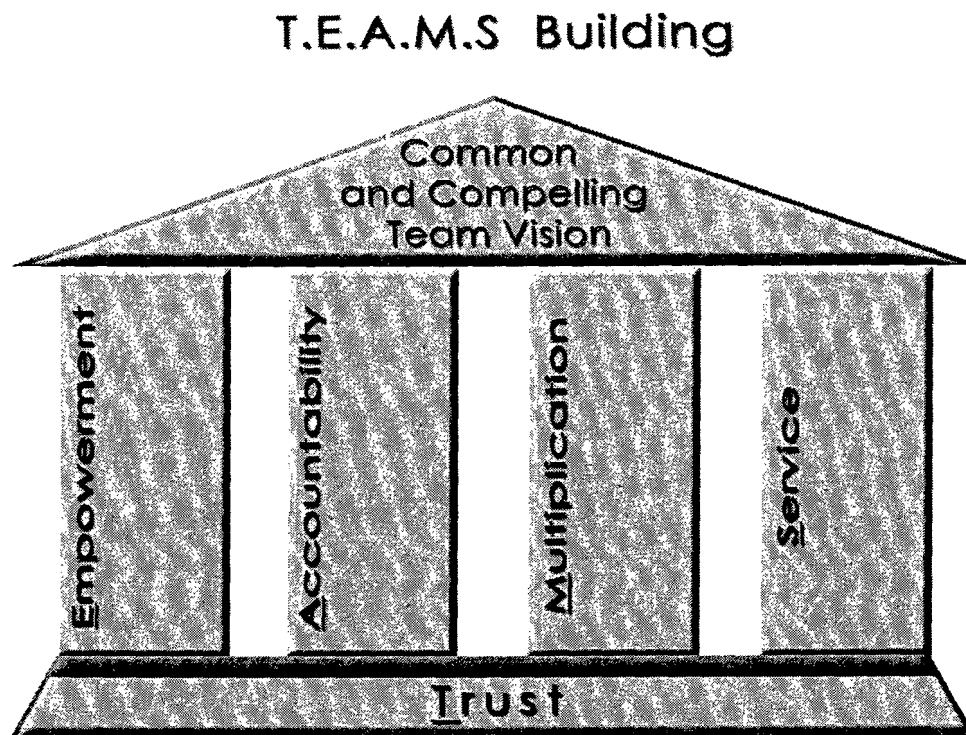 T.E.A.M.S Building
Common
and Compelling
Team Vision
Empowerment
Accountability
Multiplication
Service
Trust